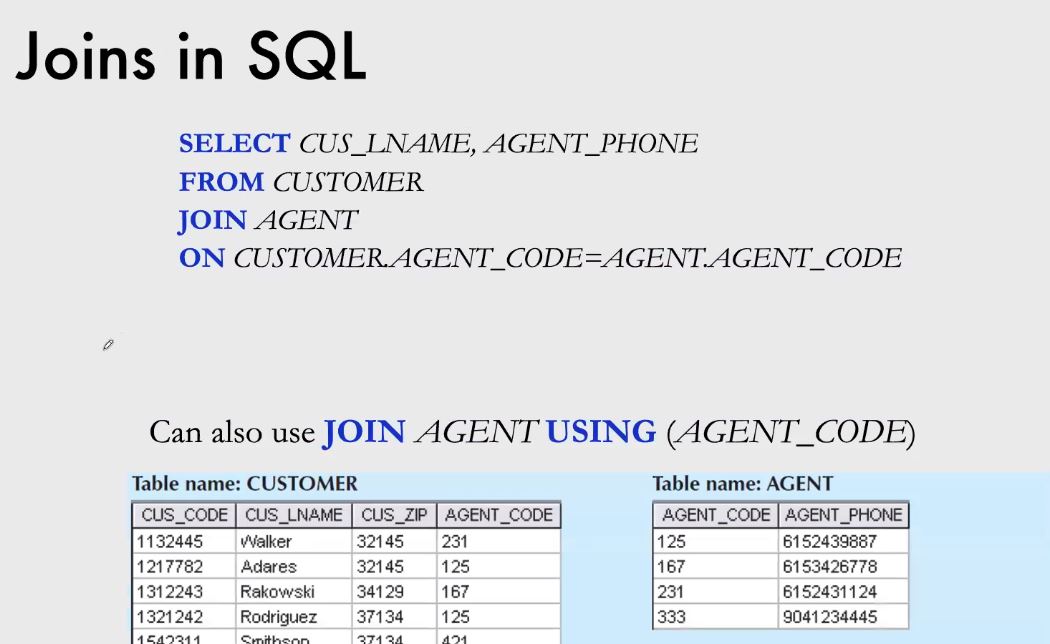 Joins in SQL
SELECT CUS_LNAME, AGENT_PHONE
FROM CUSTOMER
JOIN AGENT
ON CUSTOMER.AGENT_CODE=AGENT.AGENT_CODE
Can also use JOIN AGENT USING (AGENT_CODE)
Table name: CUSTOMER
CUS_CODE CUS_LNAME CUS_ZIP AGENT_CODE
1132445 Walker 32145 231
1217782 Adares 32145 125
1312243 Rakowski 34129 167
1321242 Rodriguez 37134 125
1542311 Smithson 37134 421
Table name: AGENT
AGENT_CODE AGENT_PHONE
125 6152439887
167 6153426778
231 6152431124
333 9041234445